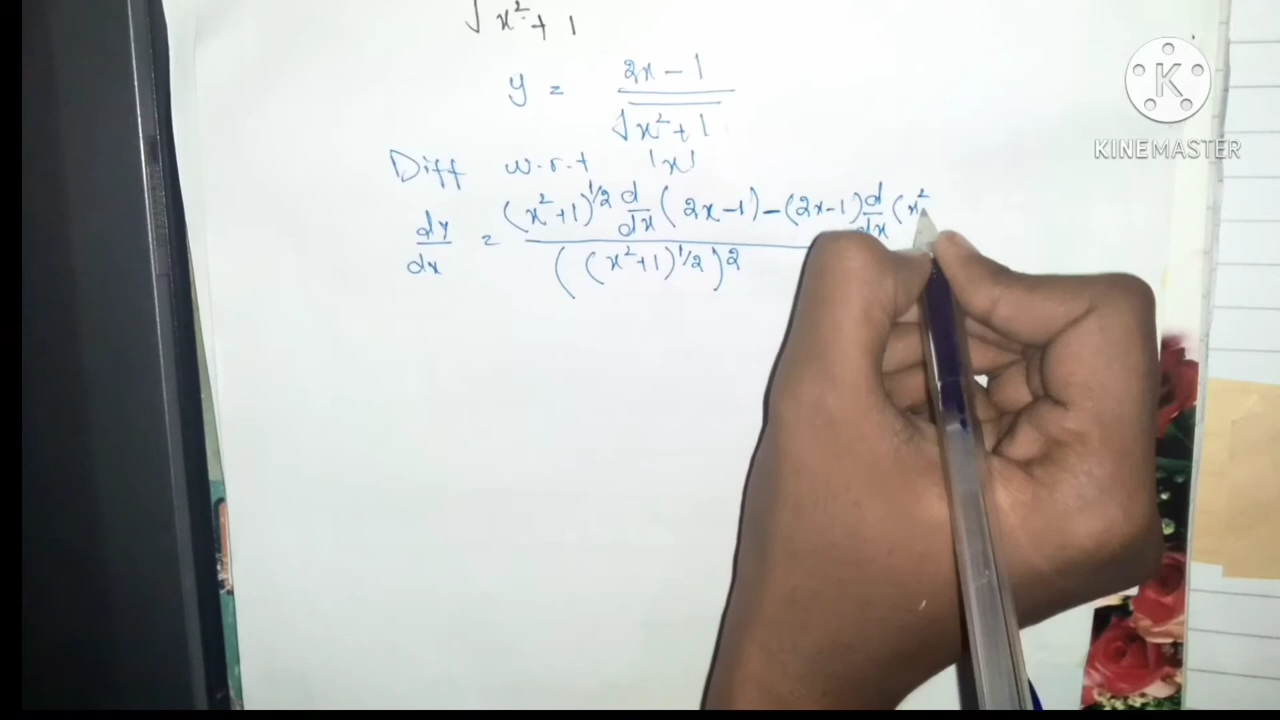 √x²+1
y = 2x-1 / √x²+1
Diff w.r.t 'x'
dy/dx = (x²+1)^1/2 d/dx (2x-1) - (2x-1) d/dx (x² / ((x²+1)^1/2)²
K
KINEMASTER